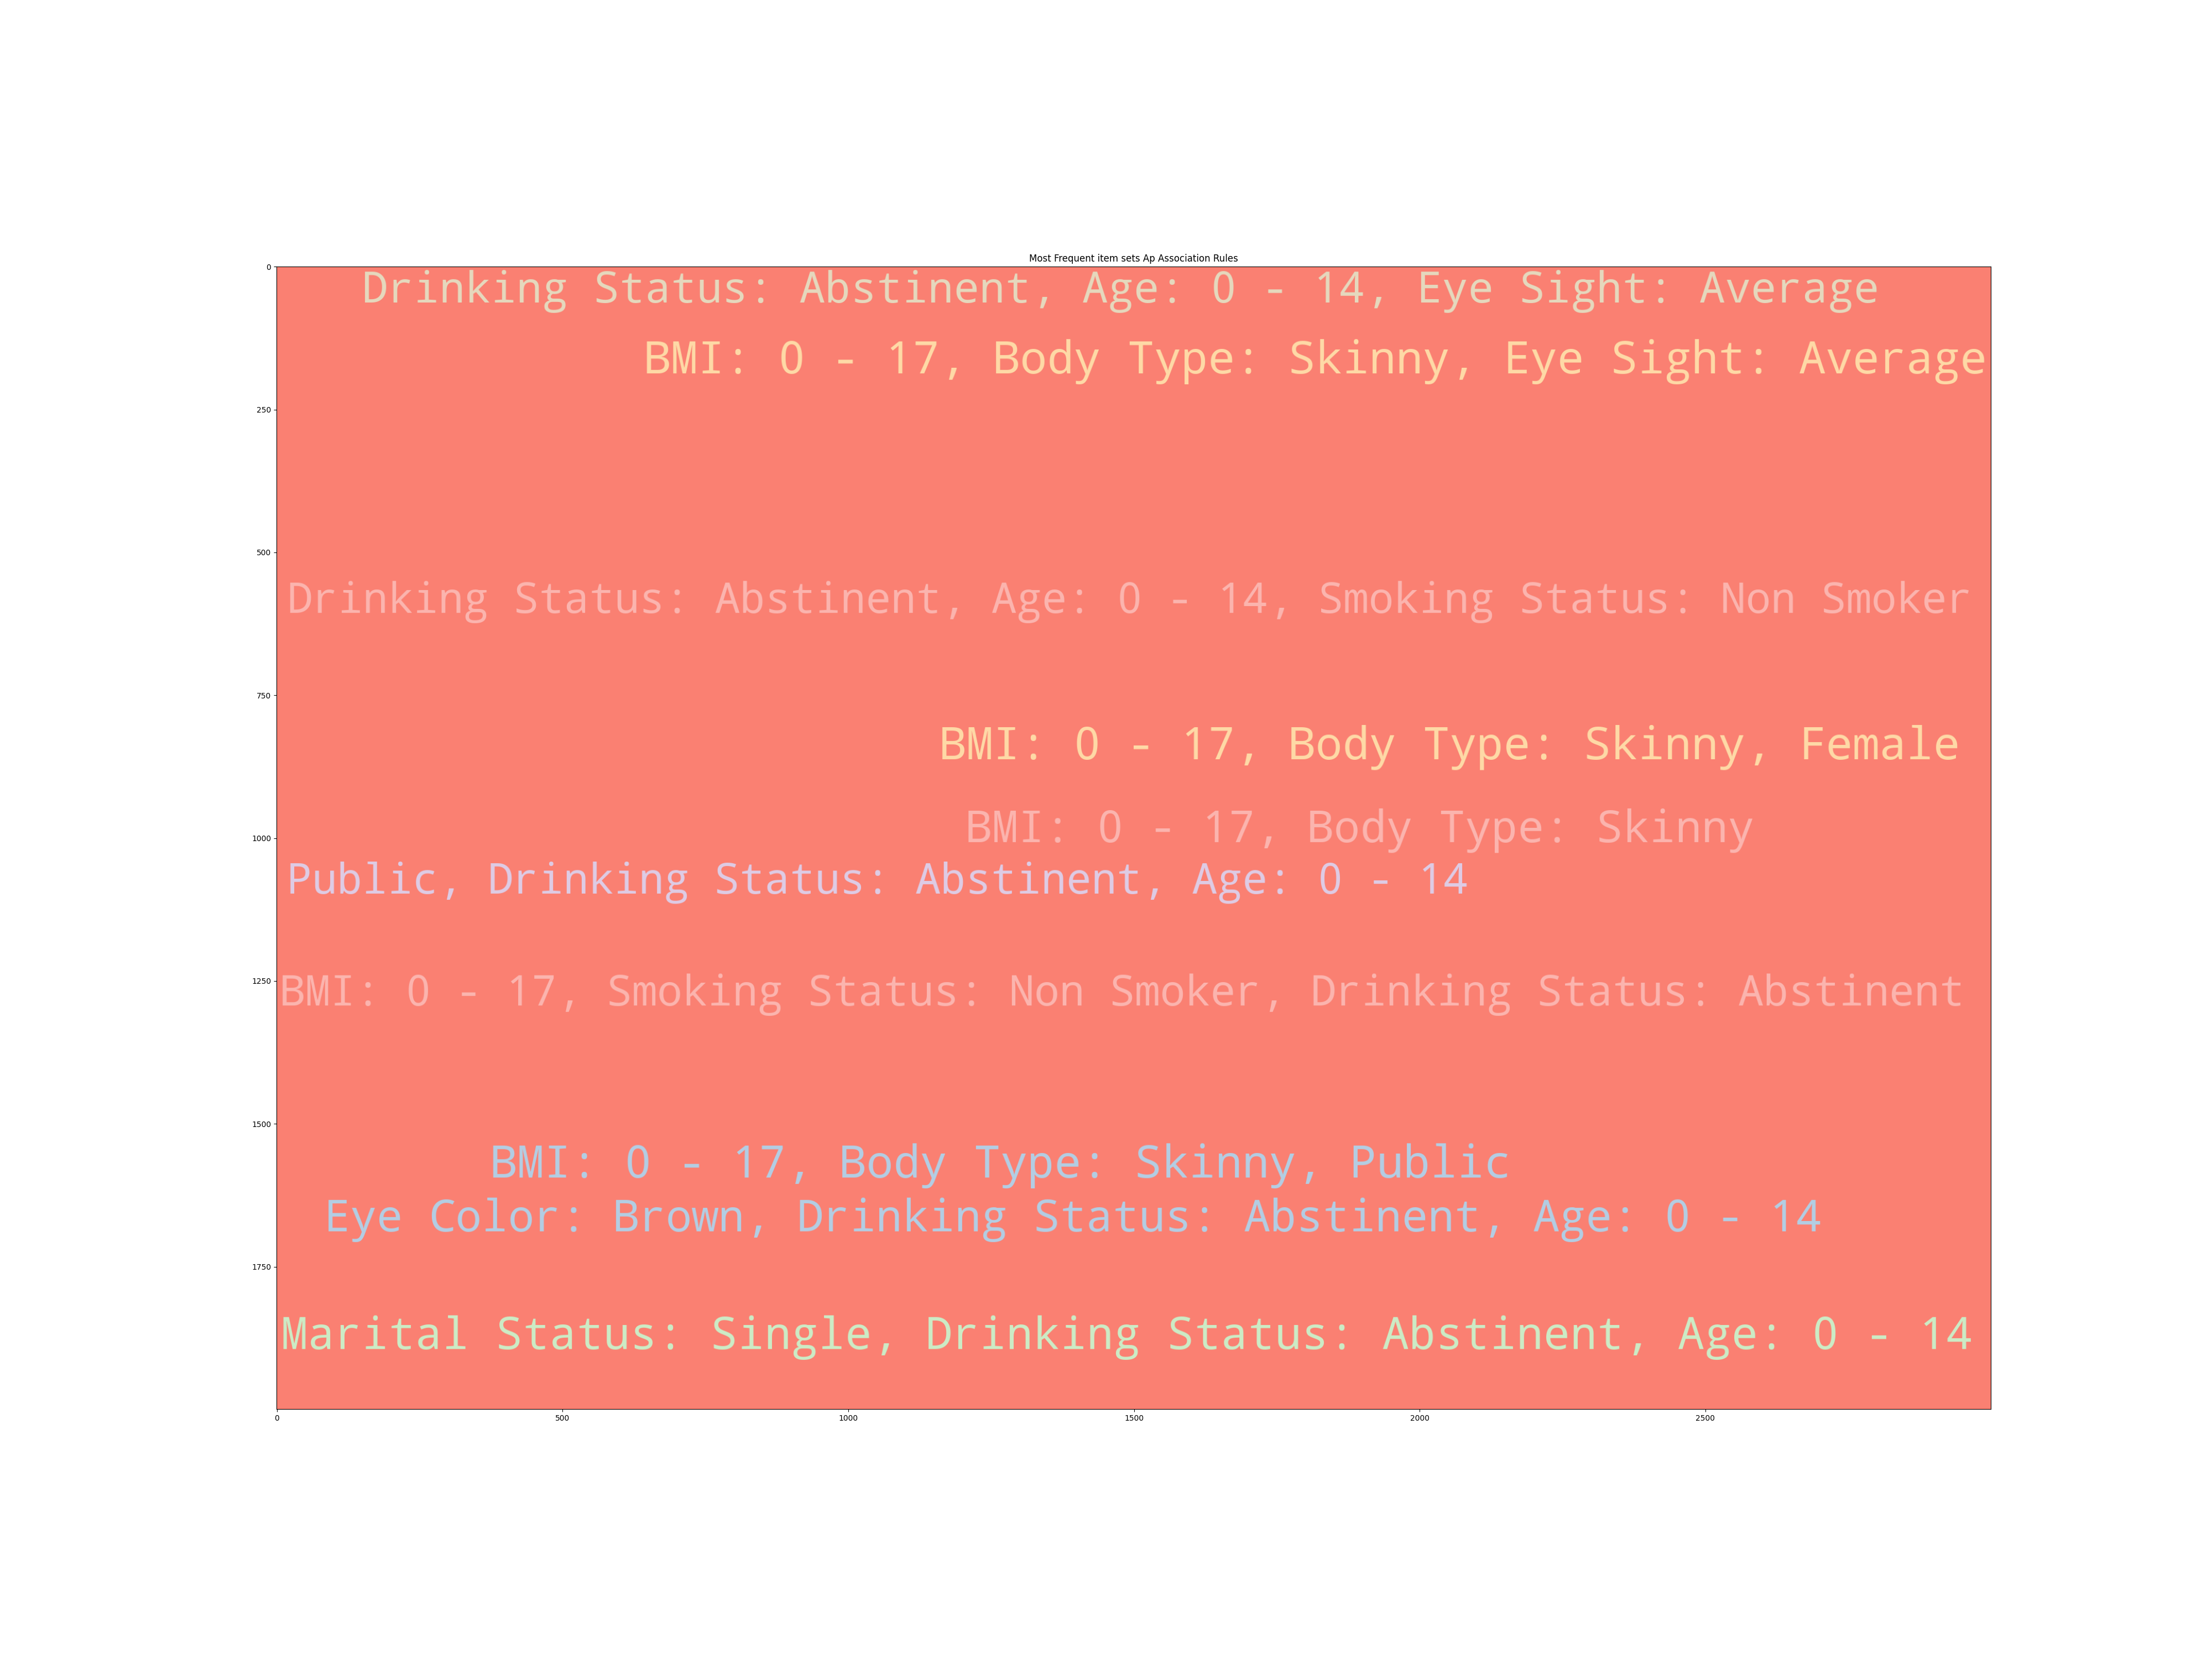 Most Frequent item sets Ap Association Rules
0
Drinking Status: Abstinent, Age: 0 - 14, Eye Sight: Average
BMI: 0 - 17, Body Type: Skinny, Eye Sight: Average
250
500
Drinking Status: Abstinent, Age: 0 - 14, Smoking Status: Non Smoker
750
BMI: 0 - 17, Body Type: Skinny, Female
BMI: 0 - 17, Body Type: Skinny
1000
Public, Drinking Status: Abstinent, Age: 0 - 14
1250
BMI: 0 - 17, Smoking Status: Non Smoker, Drinking Status: Abstinent
1500
BMI: 0 - 17, Body Type: Skinny, Public
Eye Color: Brown, Drinking Status: Abstinent, Age: 0 - 14
1750
Marital Status: Single, Drinking Status: Abstinent, Age: 0 - 14
0 500 1000 1500 2000 2500